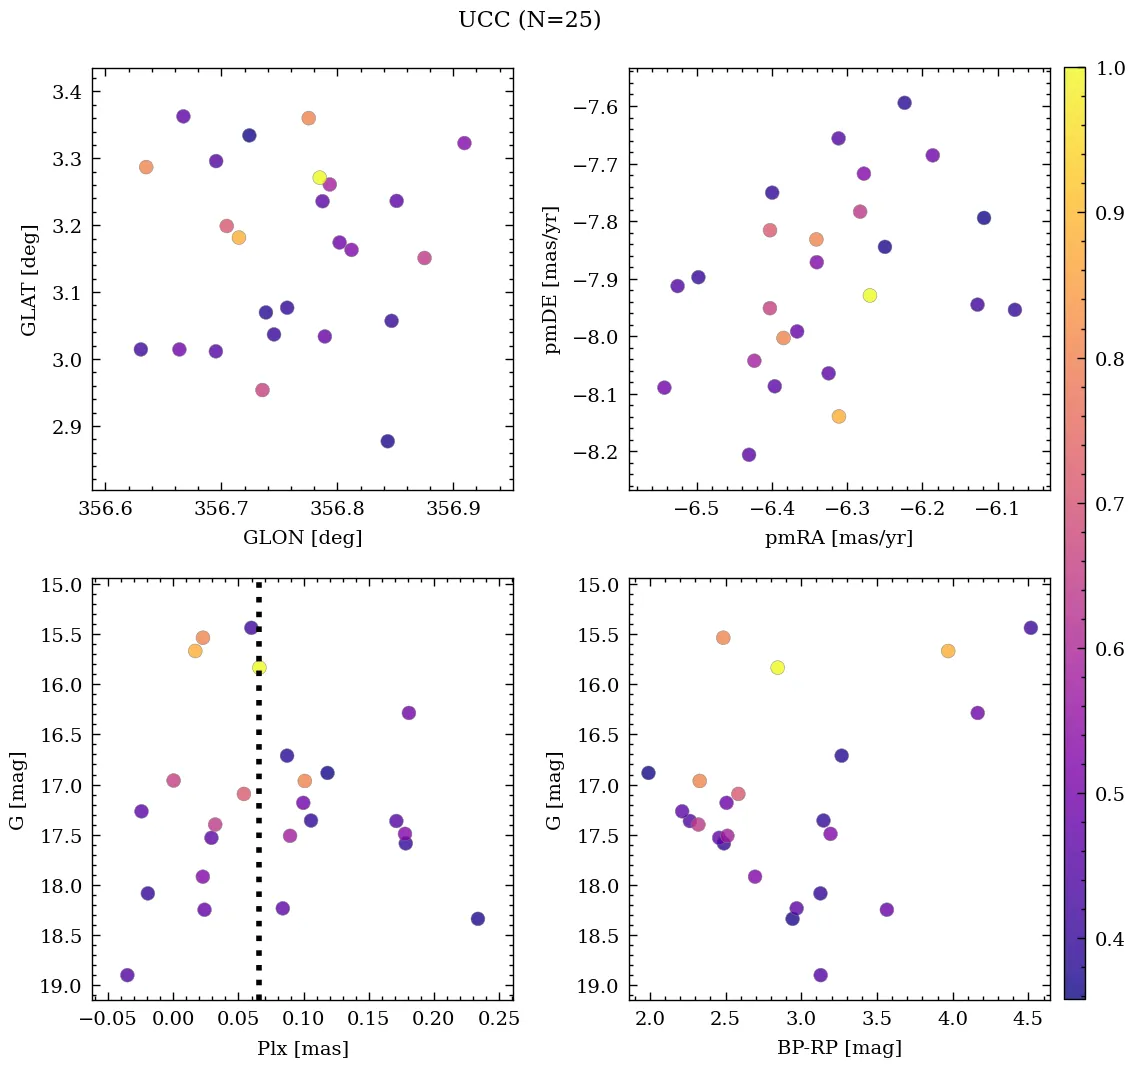 UCC (N=25)
3.4
3.3
3.2
3.1
3.0
2.9
GLAT [deg]
356.6 356.7 356.8 356.9
GLON [deg]
−7.6
−7.7
−7.8
−7.9
−8.0
−8.1
−8.2
pmDE [mas/yr]
−6.5 −6.4 −6.3 −6.2 −6.1
pmRA [mas/yr]
15.0
15.5
16.0
16.5
17.0
17.5
18.0
18.5
19.0
G [mag]
−0.05 0.00 0.05 0.10 0.15 0.20 0.25
Plx [mas]
15.0
15.5
16.0
16.5
17.0
17.5
18.0
18.5
19.0
G [mag]
2.0 2.5 3.0 3.5 4.0 4.5
BP-RP [mag]
1.0
0.9
0.8
0.7
0.6
0.5
0.4